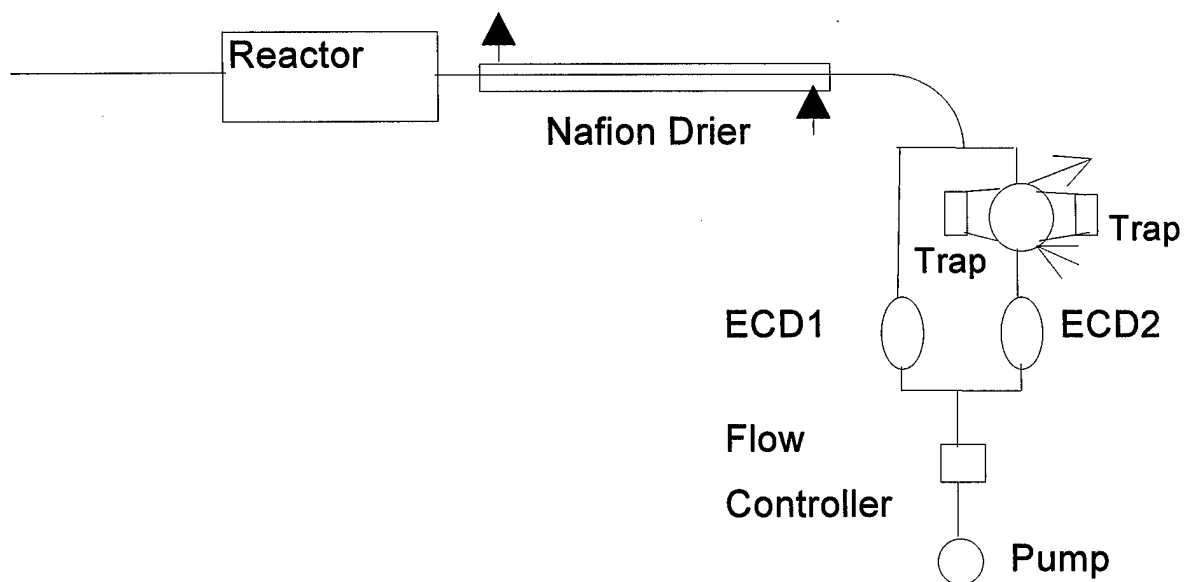 Reactor
Nafion Drier
Trap
Trap
ECD1
ECD2
Flow
Controller
Pump